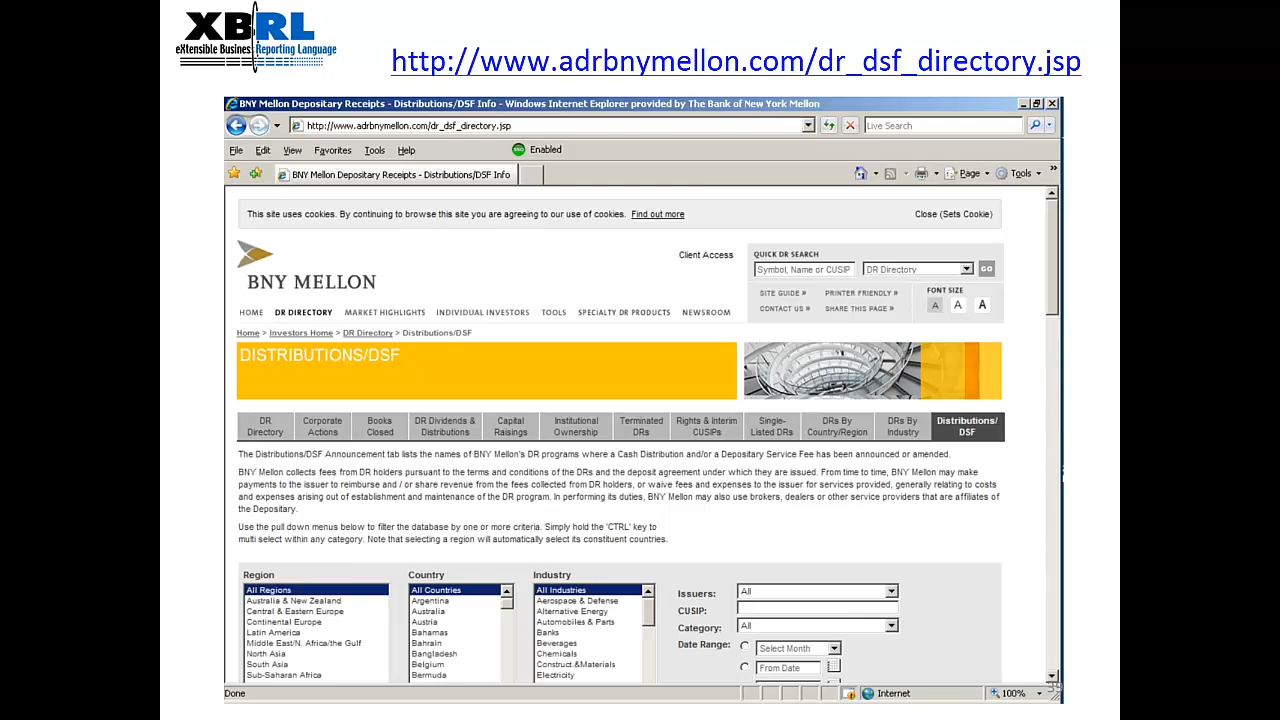 XBRL
eXtensible Business Reporting Language
http://www.adrbnymellon.com/dr_dsf_directory.jsp
BNY Mellon Depositary Receipts - Distributions/DSF Info - Windows Internet Explorer provided by The Bank of New York Mellon
http://www.adrbnymellon.com/dr_dsf_directory.jsp
Live Search
File Edit View Favorites Tools Help
SSO Enabled
BNY Mellon Depositary Receipts - Distributions/DSF Info
Page Tools
This site uses cookies. By continuing to browse this site you are agreeing to our use of cookies. Find out more
Close (Sets Cookie)
BNY MELLON
Client Access
QUICK DR SEARCH
Symbol, Name or CUSIP DR Directory GO
SITE GUIDE » PRINTER FRIENDLY »
CONTACT US » SHARE THIS PAGE »
FONT SIZE
A A A
HOME DR DIRECTORY MARKET HIGHLIGHTS INDIVIDUAL INVESTORS TOOLS SPECIALTY DR PRODUCTS NEWSROOM
Home > Investors Home > DR Directory > Distributions/DSF
DISTRIBUTIONS/DSF
DR Directory
Corporate Actions
Books Closed
DR Dividends & Distributions
Capital Raisings
Institutional Ownership
Terminated DRs
Rights & Interim CUSIPs
Single-Listed DRs
DRs By Country/Region
DRs By Industry
Distributions/DSF
The Distributions/DSF Announcement tab lists the names of BNY Mellon's DR programs where a Cash Distribution and/or a Depositary Service Fee has been announced or amended.
BNY Mellon collects fees from DR holders pursuant to the terms and conditions of the DRs and the deposit agreement under which they are issued. From time to time, BNY Mellon may make
payments to the issuer to reimburse and / or share revenue from the fees collected from DR holders, or waive fees and expenses to the issuer for services provided, generally relating to costs
and expenses arising out of establishment and maintenance of the DR program. In performing its duties, BNY Mellon may also use brokers, dealers or other service providers that are affiliates of
the Depositary.
Use the pull down menus below to filter the database by one or more criteria. Simply hold the 'CTRL' key to
multi select within any category. Note that selecting a region will automatically select its constituent countries.
Region
All Regions
Australia & New Zealand
Central & Eastern Europe
Continental Europe
Latin America
Middle East/N. Africa/the Gulf
North Asia
South Asia
Sub-Saharan Africa
Country
All Countries
Argentina
Australia
Austria
Bahamas
Bahrain
Bangladesh
Belgium
Bermuda
Industry
All Industries
Aerospace & Defense
Alternative Energy
Automobiles & Parts
Banks
Beverages
Chemicals
Construct.&Materials
Electricity
Issuers: All
CUSIP:
Category: All
Date Range: Select Month
From Date
Done
Internet
100%